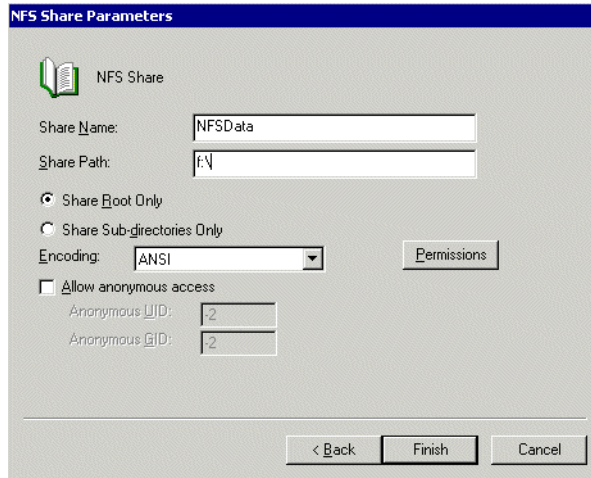 NFS Share Parameters
NFS Share
Share Name: NFSData
Share Path: f:\
Share Root Only
Share Sub-directories Only
Encoding: ANSI Permissions
Allow anonymous access
Anonymous UID: -2
Anonymous GID: -2
< Back Finish Cancel